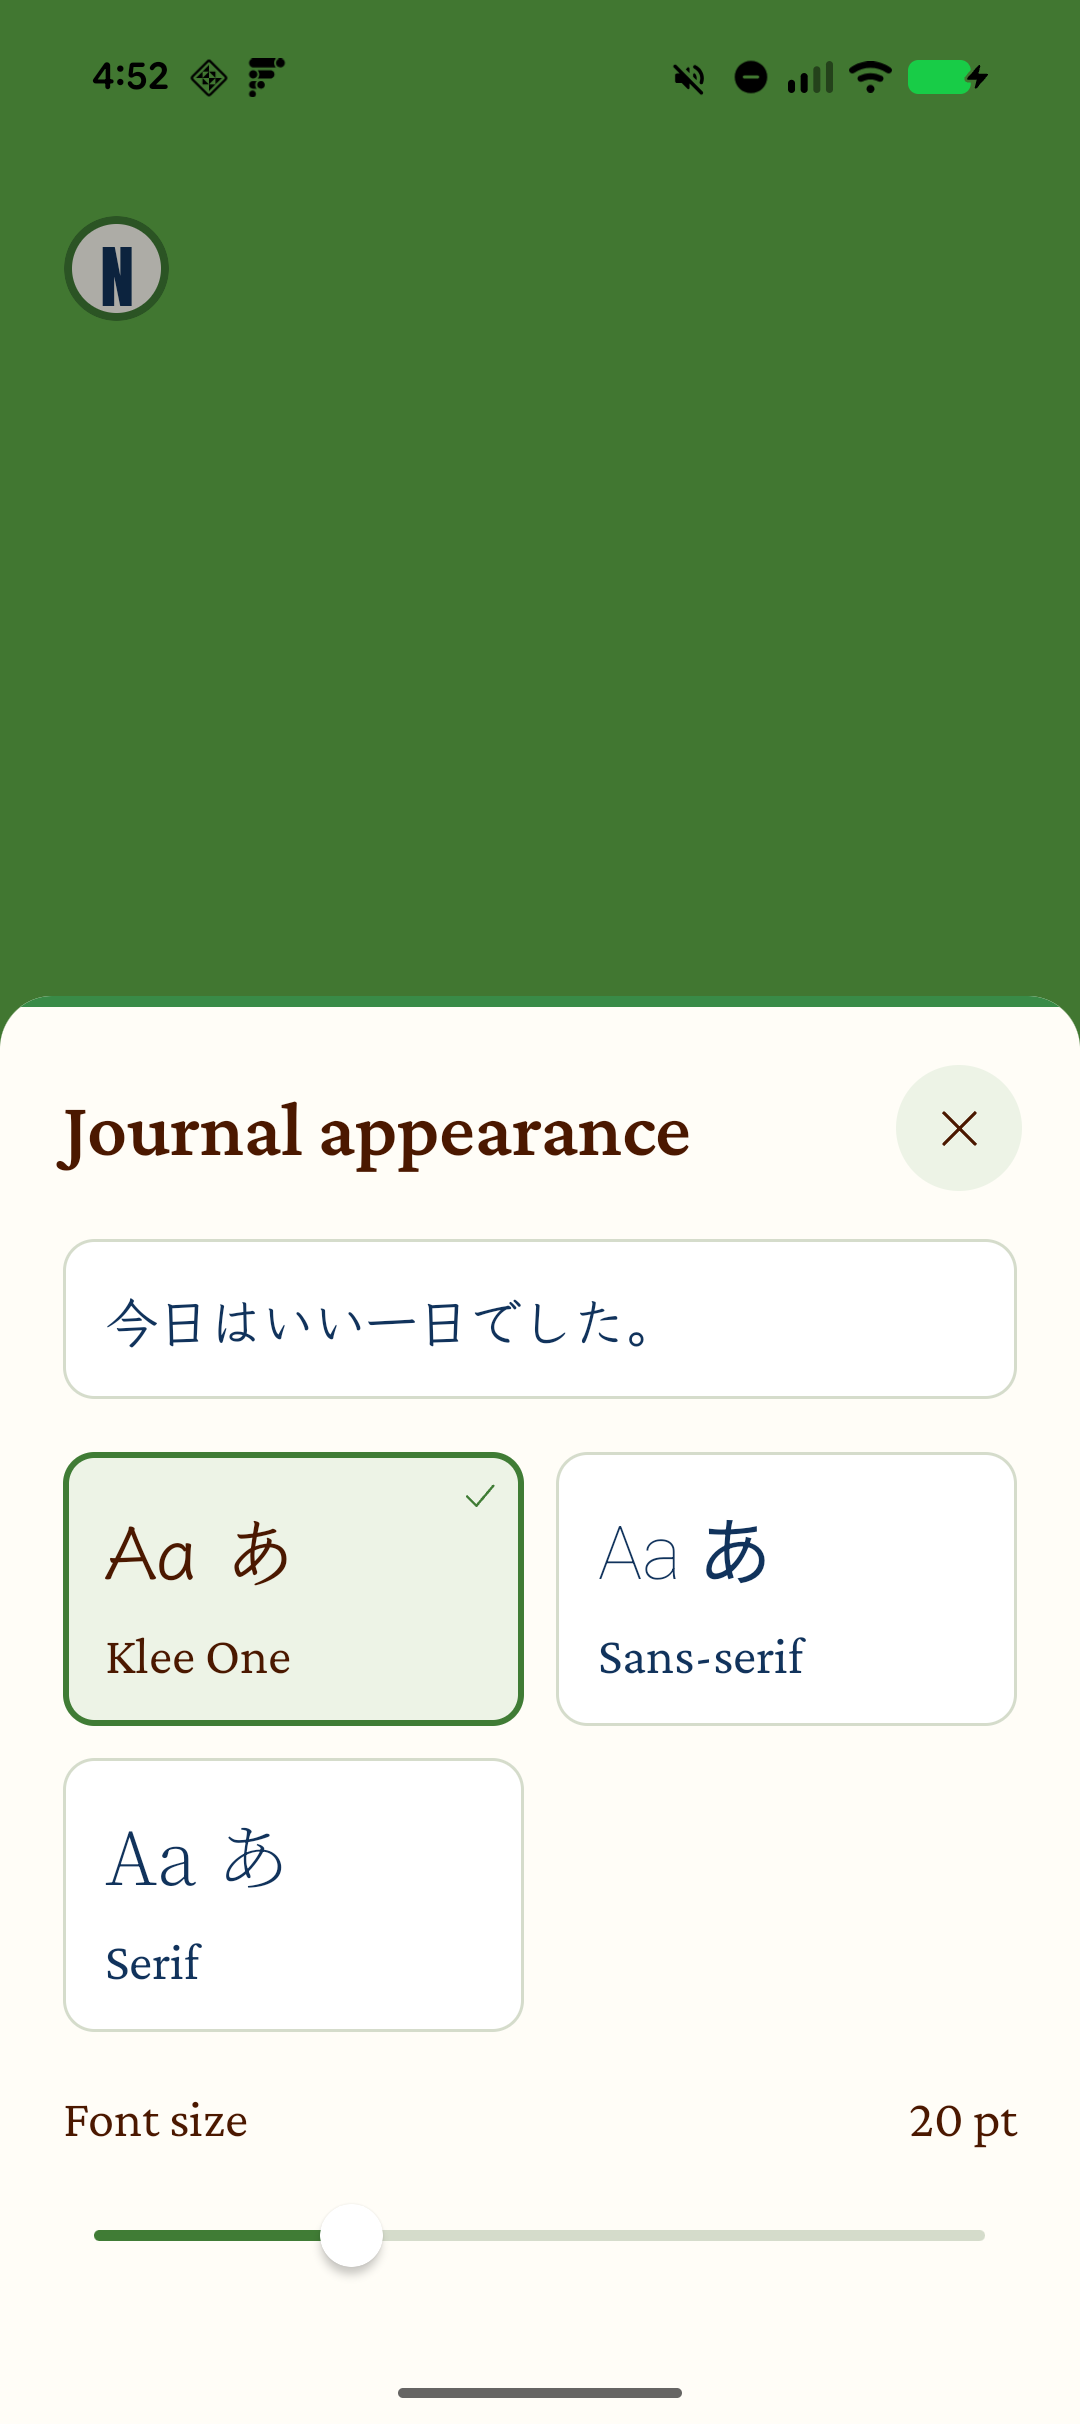 4:52
N
Journal appearance
今日はいい一日でした。
Aa あ
Klee One
Aa あ
Sans-serif
Aa あ
Serif
Font size
20 pt